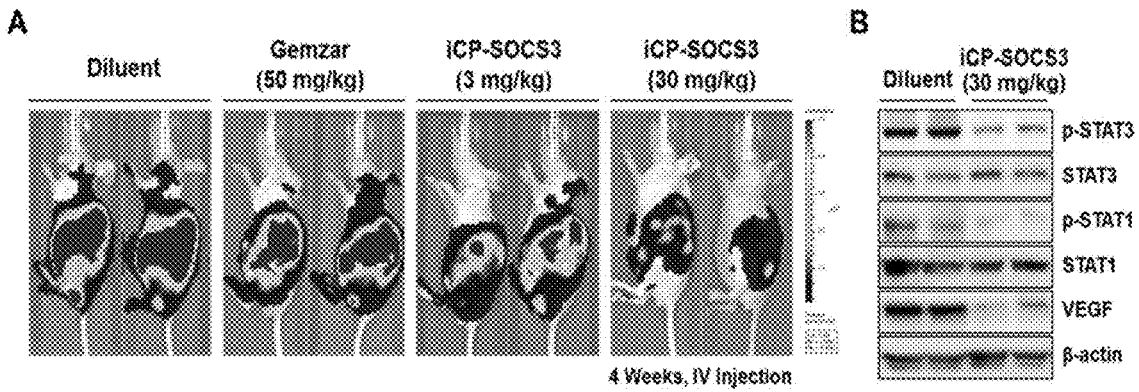 A
Diluent
Gemzar
(50 mg/kg)
iCP-SOCS3
(3 mg/kg)
iCP-SOCS3
(30 mg/kg)
4 Weeks, IV Injection
B
Diluent
iCP-SOCS3
(30 mg/kg)
p-STAT3
STAT3
p-STAT1
STAT1
VEGF
β-actin